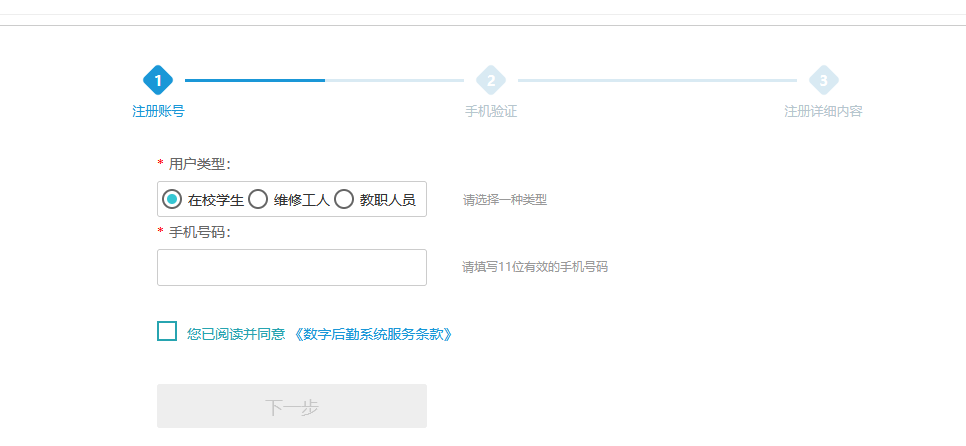 1 2 3
注册账号 手机验证 注册详细内容
* 用户类型：
在校学生 维修工人 教职人员 请选择一种类型
* 手机号码：
请填写11位有效的手机号码
您已阅读并同意 《数字后勤系统服务条款》
下一步